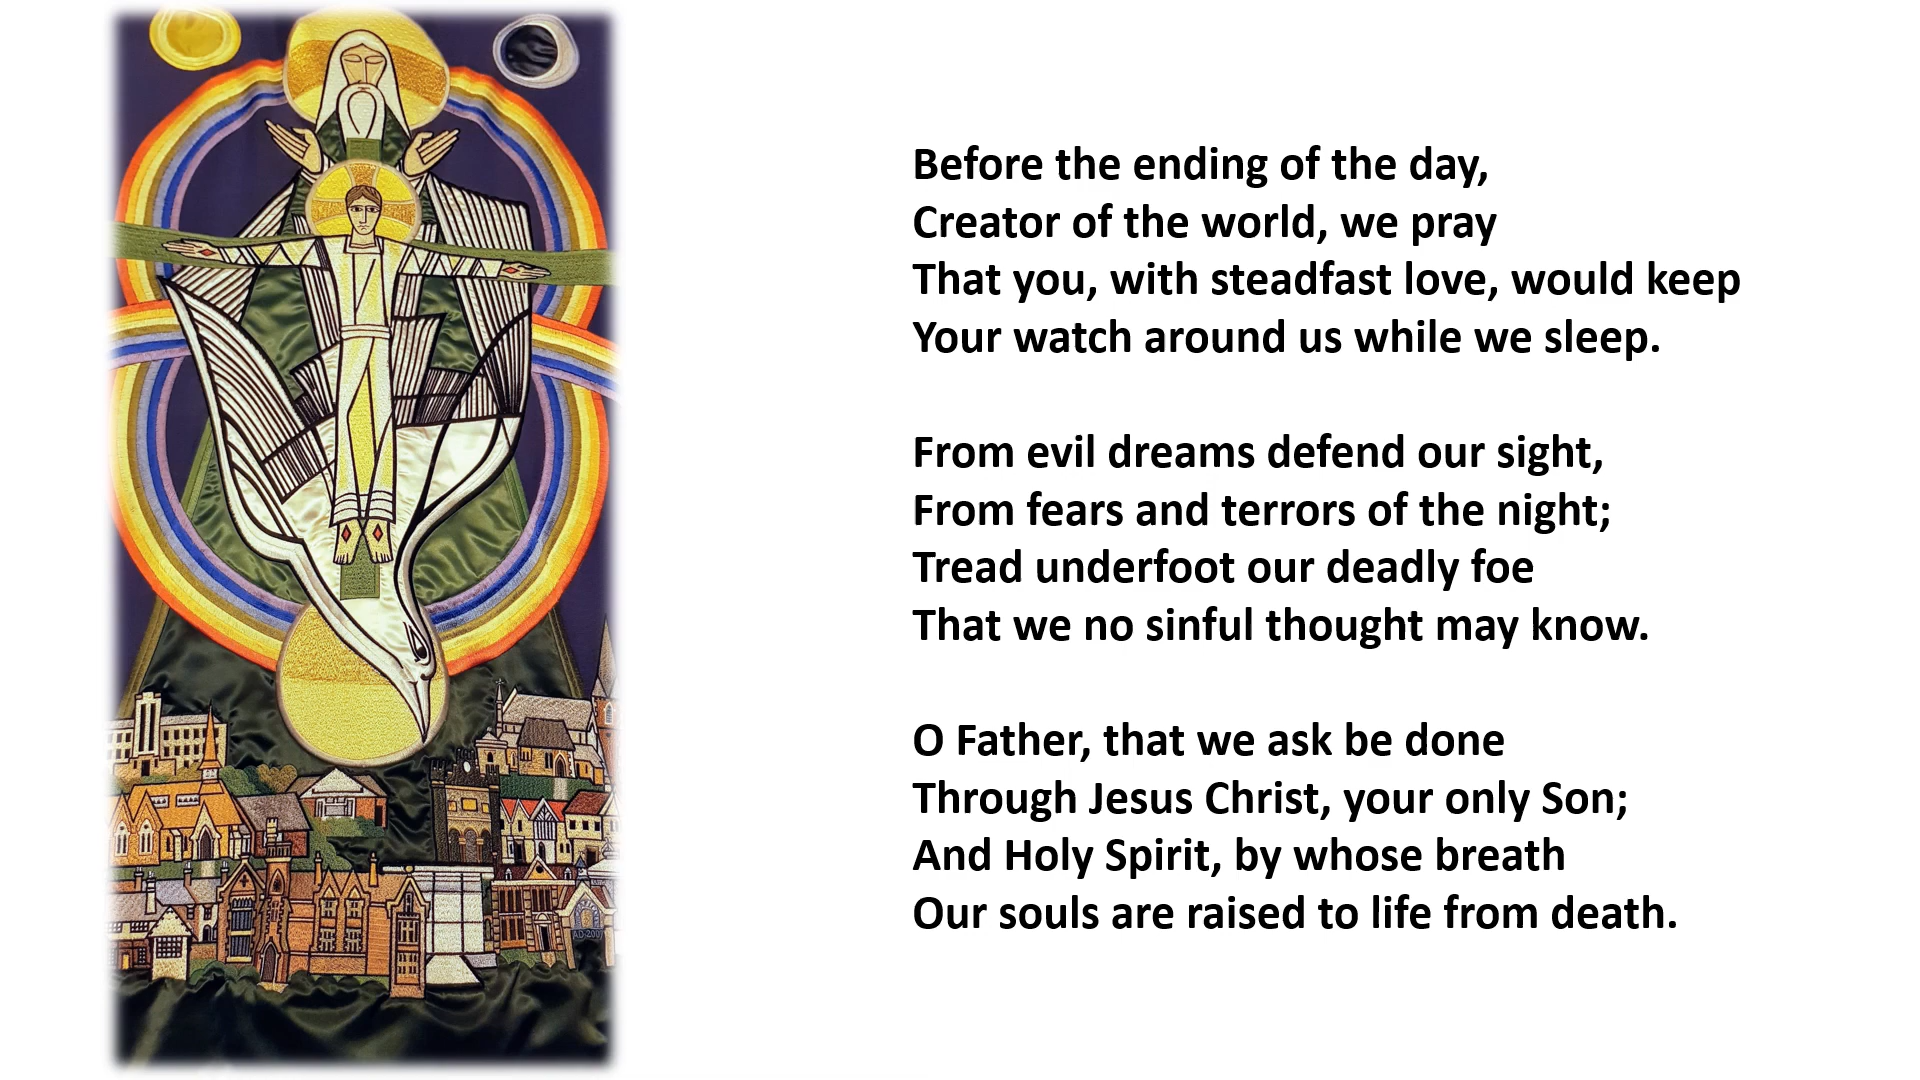 Before the ending of the day,
Creator of the world, we pray
That you, with steadfast love, would keep
Your watch around us while we sleep.
From evil dreams defend our sight,
From fears and terrors of the night;
Tread underfoot our deadly foe
That we no sinful thought may know.
O Father, that we ask be done
Through Jesus Christ, your only Son;
And Holy Spirit, by whose breath
Our souls are raised to life from death.